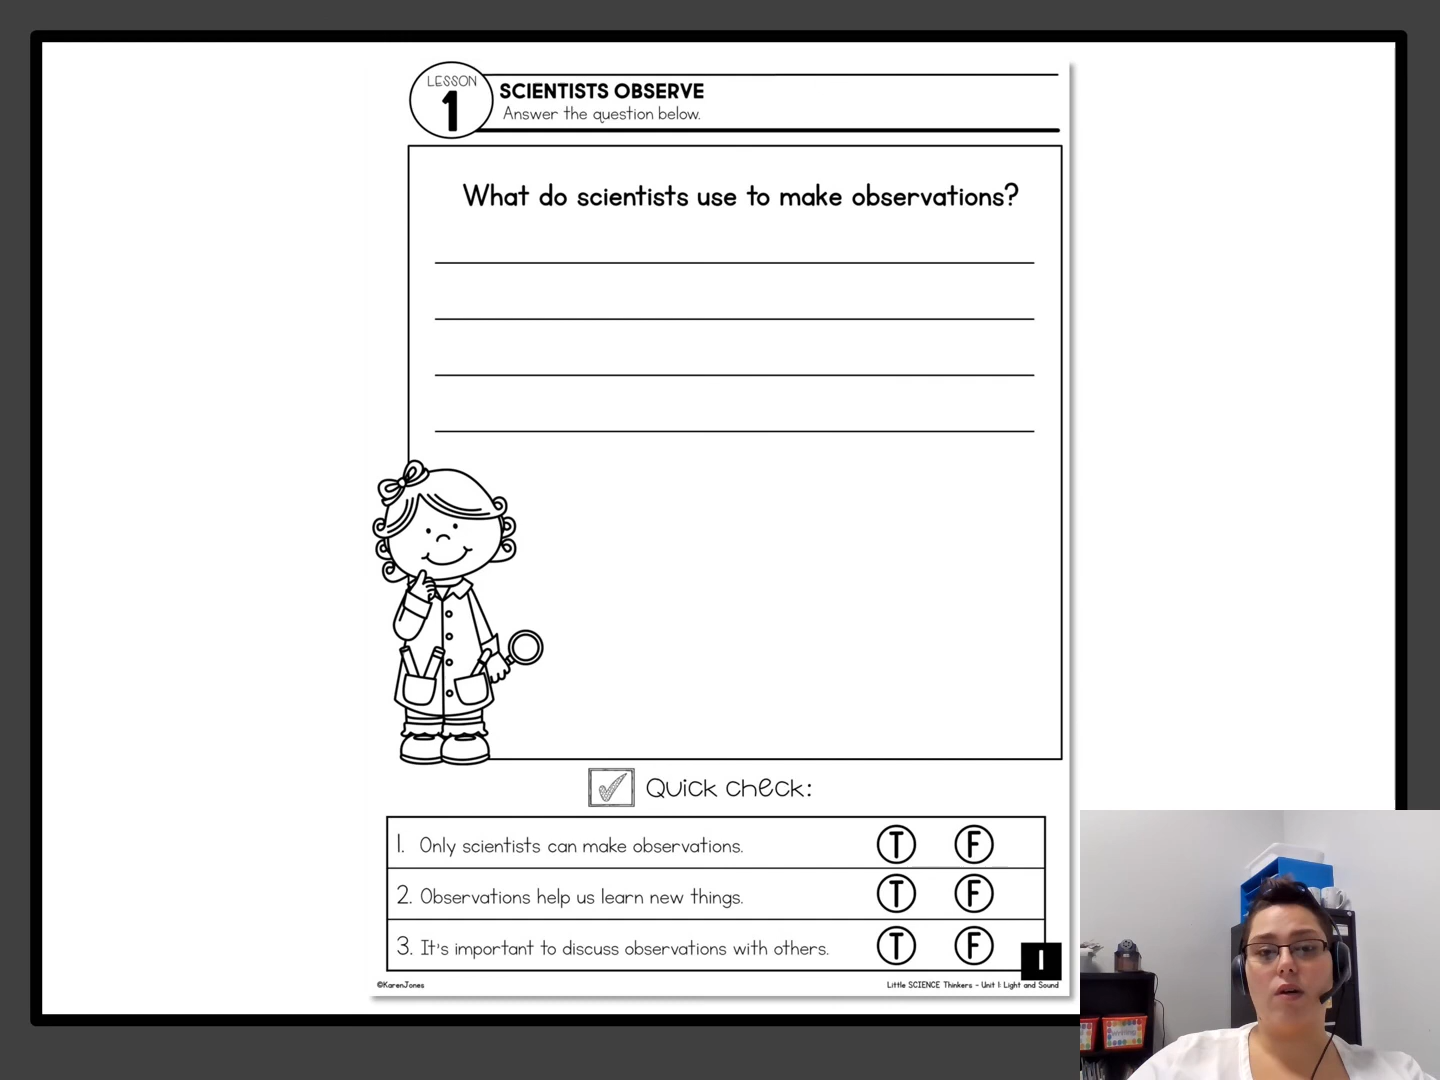 LESSON
1
SCIENTISTS OBSERVE
Answer the question below.
What do scientists use to make observations?
Quick check:
1. Only scientists can make observations. T F
2. Observations help us learn new things. T F
3. It's important to discuss observations with others. T F
1
©KarenJones
Little SCIENCE Thinkers - Unit 1: Light and Sound